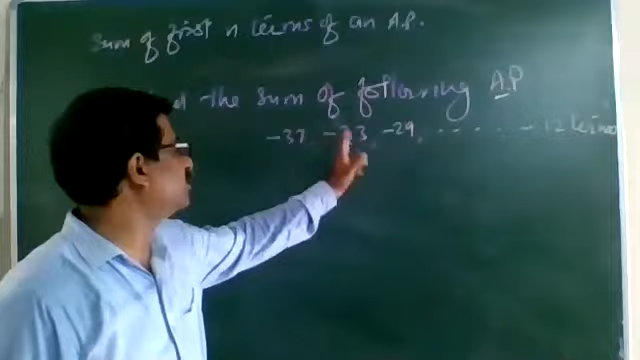 Sum of first n terms of an A.P.
the Sum of following A.P
-37, -33, -29, ..... - 12 terms